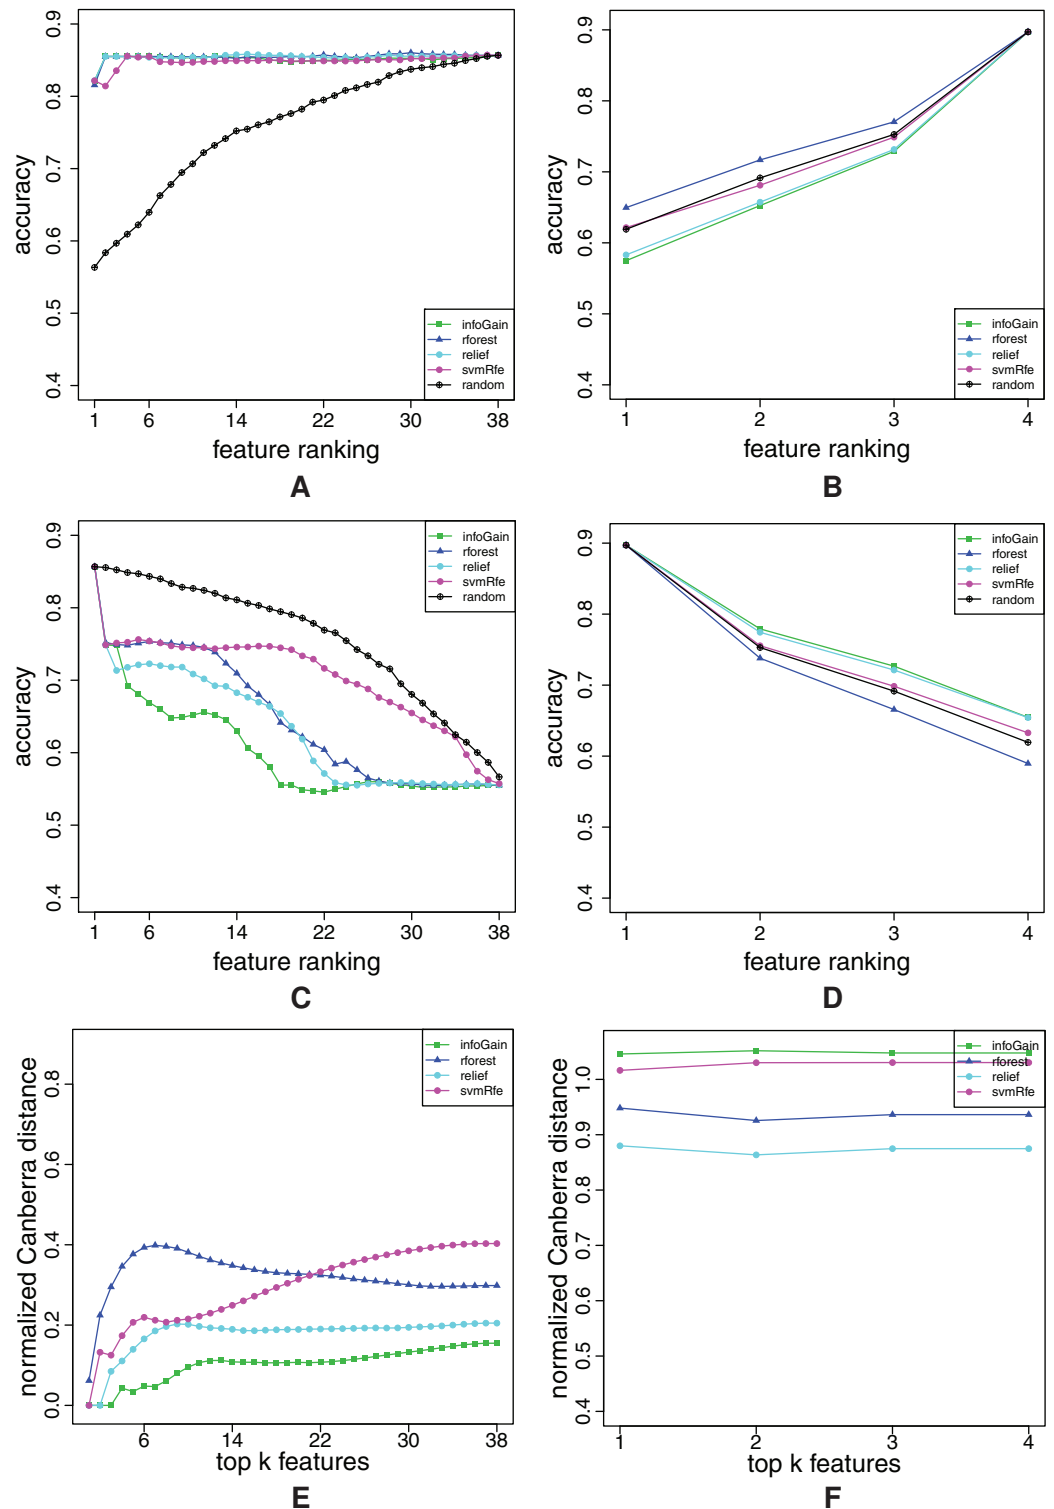 accuracy
0.9
0.8
0.7
0.6
0.5
0.4
infoGain
rforest
relief
svmRfe
random
1 6 14 22 30 38
feature ranking
A
accuracy
0.9
0.8
0.7
0.6
0.5
0.4
infoGain
rforest
relief
svmRfe
random
1 2 3 4
feature ranking
B
accuracy
0.9
0.8
0.7
0.6
0.5
0.4
infoGain
rforest
relief
svmRfe
random
1 6 14 22 30 38
feature ranking
C
accuracy
0.9
0.8
0.7
0.6
0.5
0.4
infoGain
rforest
relief
svmRfe
random
1 2 3 4
feature ranking
D
normalized Canberra distance
0.8
0.6
0.4
0.2
0.0
infoGain
rforest
relief
svmRfe
6 14 22 30 38
top k features
E
normalized Canberra distance
1.0
0.9
0.8
0.7
0.6
0.5
0.4
infoGain
rforest
relief
svmRfe
1 2 3 4
top k features
F